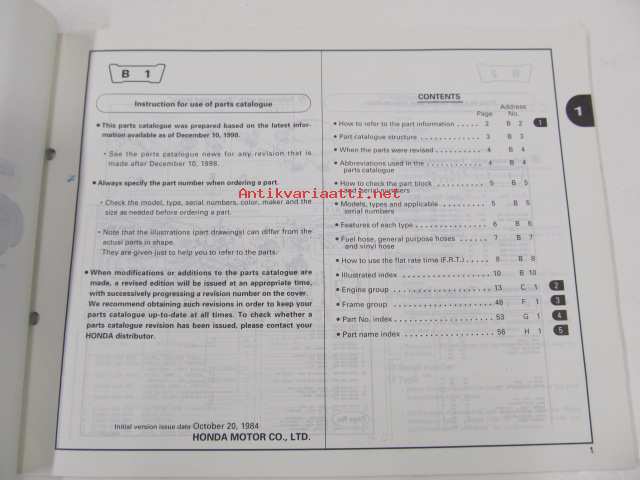 B 1
Instruction for use of parts catalogue
• This parts catalogue was prepared based on the latest infor-
mation available as of December 10, 1998.
• See the parts catalogue news for any revision that is
made after December 10, 1998.
• Always specify the part number when ordering a part.
• Check the model, type, serial numbers, color, maker and the
size as needed before ordering a part.
• Note that the illustrations (part drawings) can differ from the
actual parts in shape.
They are given just to help you to refer to the parts.
• When modifications or additions to the parts catalogue are
made, a revised edition will be issued at an appropriate time,
with successively progressing a revision number on the cover.
We recommend obtaining such revisions in order to keep your
parts catalogue up-to-date at all times. To check whether a
parts catalogue revision has been issued, please contact your
HONDA distributor.
Initial version issue date October 20, 1984
HONDA MOTOR CO., LTD.
CONTENTS
Page Address No.
• How to refer to the part information ..... 2 B 2 1
• Part catalogue structure ............ 3 B 3
• When the parts were revised ......... 4 B 4
• Abbreviations used in the ........... 4 B 4
parts catalogue
• How to check the part block ......... 5 B 5
and serial numbers
• Models, types and applicable ........ 5 B 5
serial numbers
• Features of each type .............. 6 B 6
• Fuel hose, general purpose hoses ..... 7 B 7
and vinyl hose
• How to use the flat rate time (F.R.T.) ..... 8 B 8
• Illustrated index .................. 10 B 10
• Engine group .................... 13 C 1 2
• Frame group ..................... 48 F 1 3
• Part No. index ................... 53 G 1 4
• Part name index .................. 56 H 1 5
1
1
Antikvariaatti.net